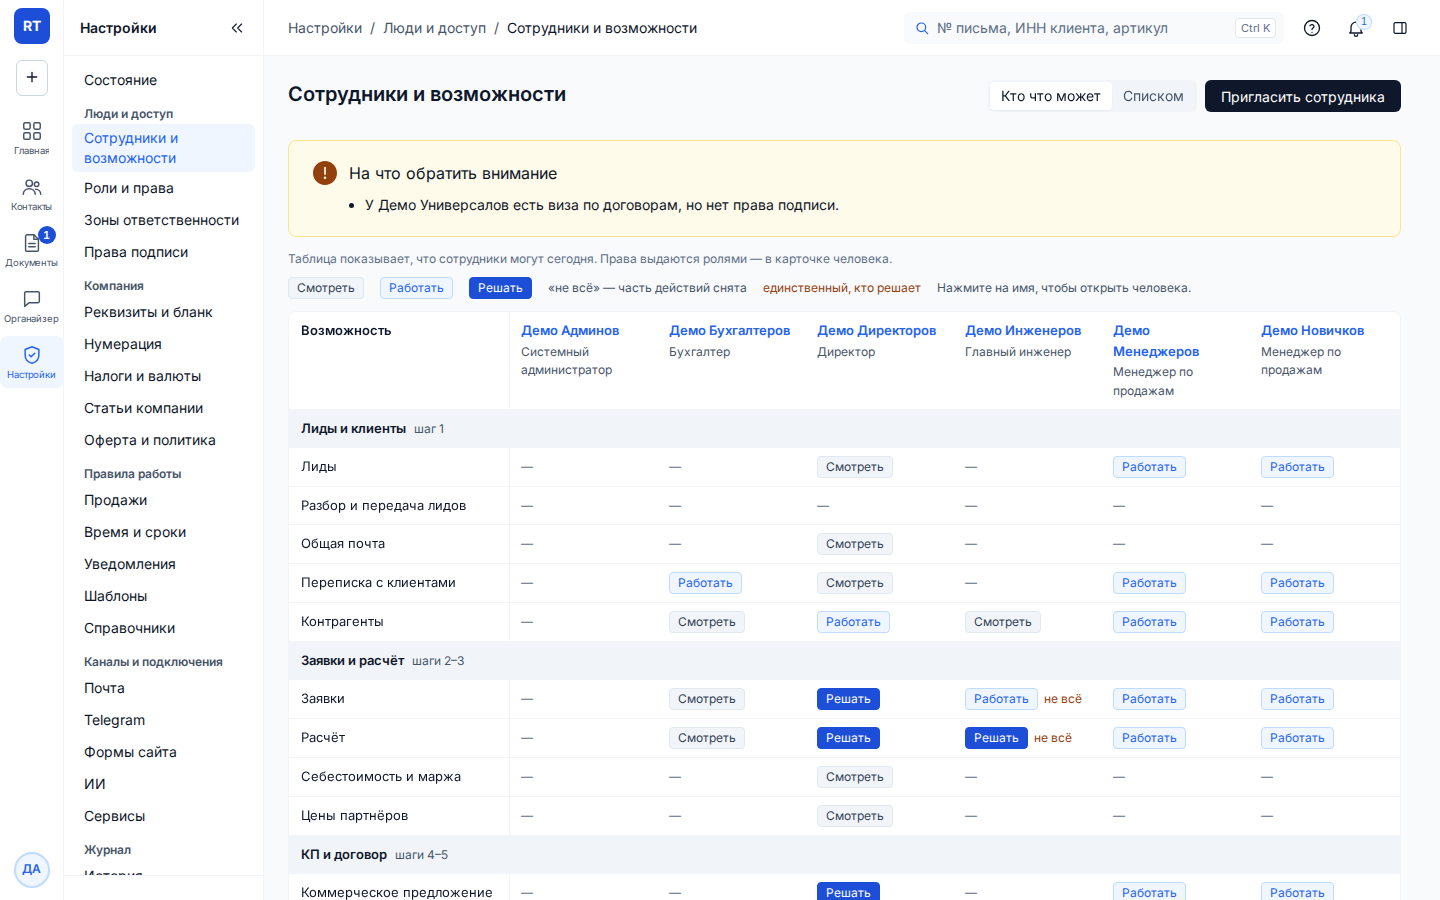 RT
Настройки
Настройки / Люди и доступ / Сотрудники и возможности
№ письма, ИНН клиента, артикул
Ctrl K
1
Главная
Контакты
1
Документы
Органайзер
Настройки
ДА
Состояние
Люди и доступ
Сотрудники и
возможности
Роли и права
Зоны ответственности
Права подписи
Компания
Реквизиты и бланк
Нумерация
Налоги и валюты
Статьи компании
Оферта и политика
Правила работы
Продажи
Время и сроки
Уведомления
Шаблоны
Справочники
Каналы и подключения
Почта
Telegram
Формы сайта
ИИ
Сервисы
Журнал
История
Сотрудники и возможности
Кто что может Списком
Пригласить сотрудника
На что обратить внимание
• У Демо Универсалов есть виза по договорам, но нет права подписи.
Таблица показывает, что сотрудники могут сегодня. Права выдаются ролями — в карточке человека.
Смотреть Работать Решать «не всё» — часть действий снята единственный, кто решает Нажмите на имя, чтобы открыть человека.
Возможность
Демо Админов
Системный
администратор
Демо Бухгалтеров
Бухгалтер
Демо Директоров
Директор
Демо Инженеров
Главный инженер
Демо
Менеджеров
Менеджер по
продажам
Демо Новичков
Менеджер по
продажам
Лиды и клиенты шаг 1
Лиды — — Смотреть — Работать Работать
Разбор и передача лидов — — — — — —
Общая почта — — Смотреть — — —
Переписка с клиентами — Работать Смотреть — Работать Работать
Контрагенты — Смотреть Работать Смотреть Работать Работать
Заявки и расчёт шаги 2–3
Заявки — Смотреть Решать Работать не всё Работать Работать
Расчёт — Смотреть Решать Решать не всё Работать Работать
Себестоимость и маржа — — Смотреть — — —
Цены партнёров — — Смотреть — — —
КП и договор шаги 4–5
Коммерческое предложение — — Решать — Работать Работать